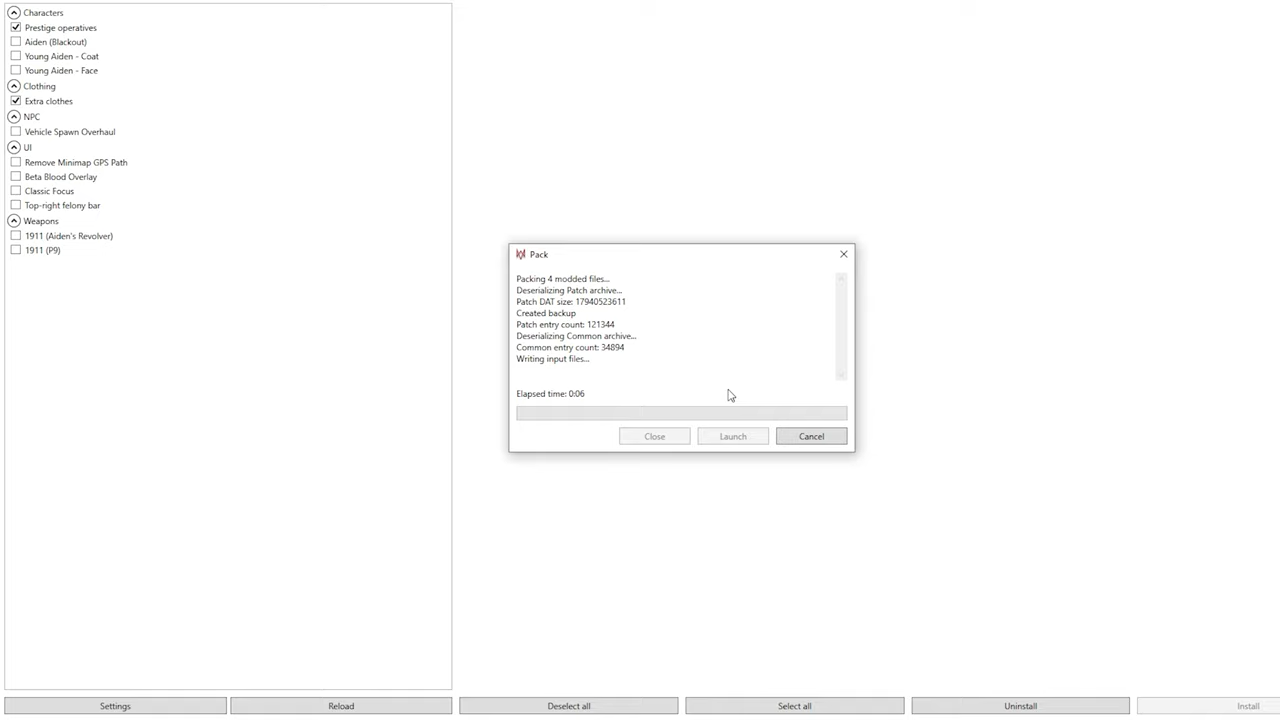 Characters
Prestige operatives
Aiden (Blackout)
Young Aiden - Coat
Young Aiden - Face
Clothing
Extra clothes
NPC
Vehicle Spawn Overhaul
UI
Remove Minimap GPS Path
Beta Blood Overlay
Classic Focus
Top-right felony bar
Weapons
1911 (Aiden's Revolver)
1911 (P9)
Pack
Packing 4 modded files...
Deserializing Patch archive...
Patch DAT size: 17940523611
Created backup
Patch entry count: 121344
Deserializing Common archive...
Common entry count: 34894
Writing input files...
Elapsed time: 0:06
Close Launch Cancel
Settings Reload Deselect all Select all Uninstall Install